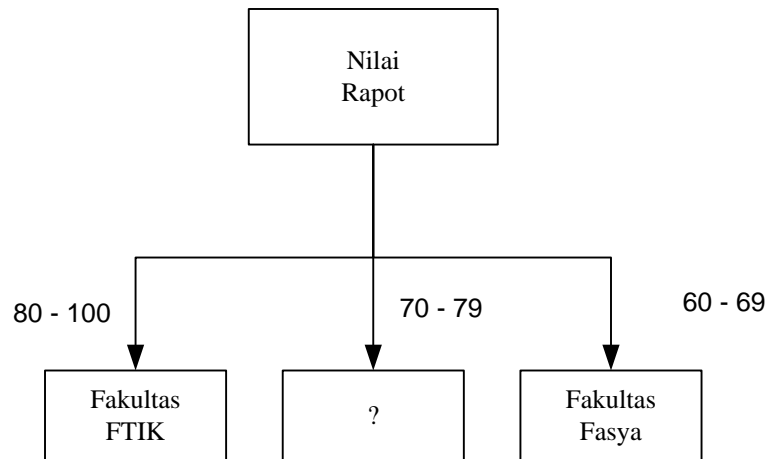 Nilai
Rapot
80 - 100
70 - 79
60 - 69
Fakultas
FTIK
?
Fakultas
Fasya